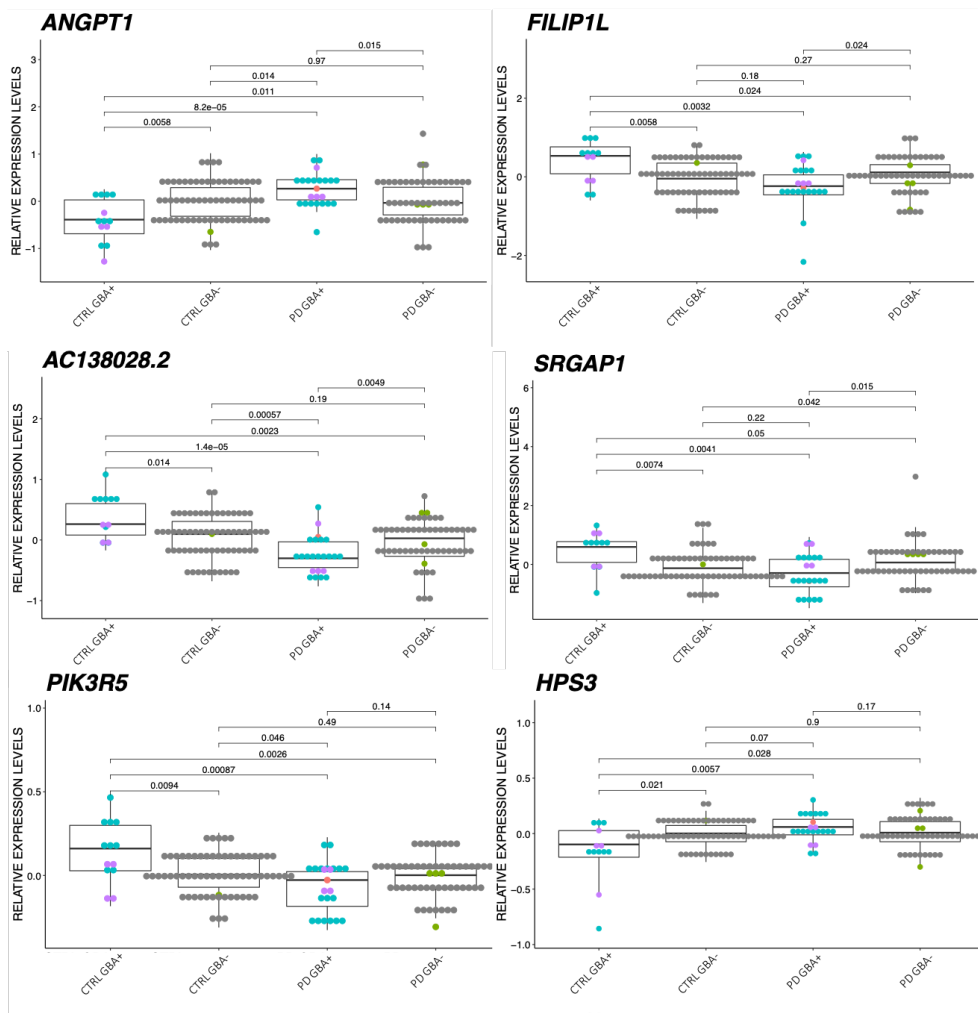 ANGPT1
RELATIVE EXPRESSION LEVELS
3
2
1
0
−1
0.015
0.97
0.014
0.011
8.2e−05
0.0058
CTRL GBA+
CTRL GBA-
PD GBA+
PD GBA-
FILIP1L
RELATIVE EXPRESSION LEVELS
2
0
−2
0.024
0.27
0.18
0.024
0.0032
0.0058
CTRL GBA+
CTRL GBA-
PD GBA+
PD GBA-
AC138028.2
RELATIVE EXPRESSION LEVELS
2
1
0
−1
0.0049
0.19
0.00057
0.0023
1.4e−05
0.014
CTRL GBA+
CTRL GBA-
PD GBA+
PD GBA-
SRGAP1
RELATIVE EXPRESSION LEVELS
6
4
2
0
0.015
0.042
0.22
0.05
0.0041
0.0074
CTRL GBA+
CTRL GBA-
PD GBA+
PD GBA-
PIK3R5
RELATIVE EXPRESSION LEVELS
1.0
0.5
0.0
0.14
0.49
0.046
0.0026
0.00087
0.0094
CTRL GBA+
CTRL GBA-
PD GBA+
PD GBA-
HPS3
RELATIVE EXPRESSION LEVELS
1.0
0.5
0.0
−0.5
−1.0
0.17
0.9
0.07
0.028
0.0057
0.021
CTRL GBA+
CTRL GBA-
PD GBA+
PD GBA-